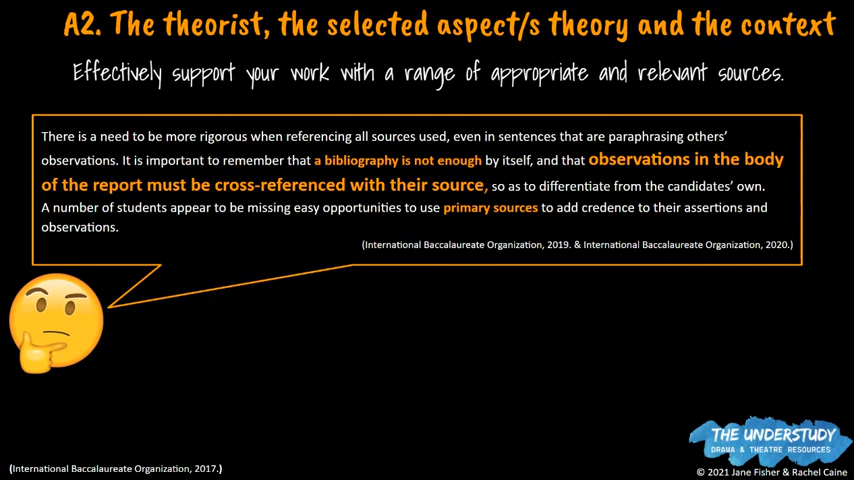 A2. The theorist, the selected aspect/s theory and the context
Effectively support your work with a range of appropriate and relevant sources.
There is a need to be more rigorous when referencing all sources used, even in sentences that are paraphrasing others'
observations. It is important to remember that a bibliography is not enough by itself, and that observations in the body
of the report must be cross-referenced with their source, so as to differentiate from the candidates' own.
A number of students appear to be missing easy opportunities to use primary sources to add credence to their assertions and
observations.
(International Baccalaureate Organization, 2019. & International Baccalaureate Organization, 2020.)
THE UNDERSTUDY
DRAMA & THEATRE RESOURCES
(International Baccalaureate Organization, 2017.)
© 2021 Jane Fisher & Rachel Caine